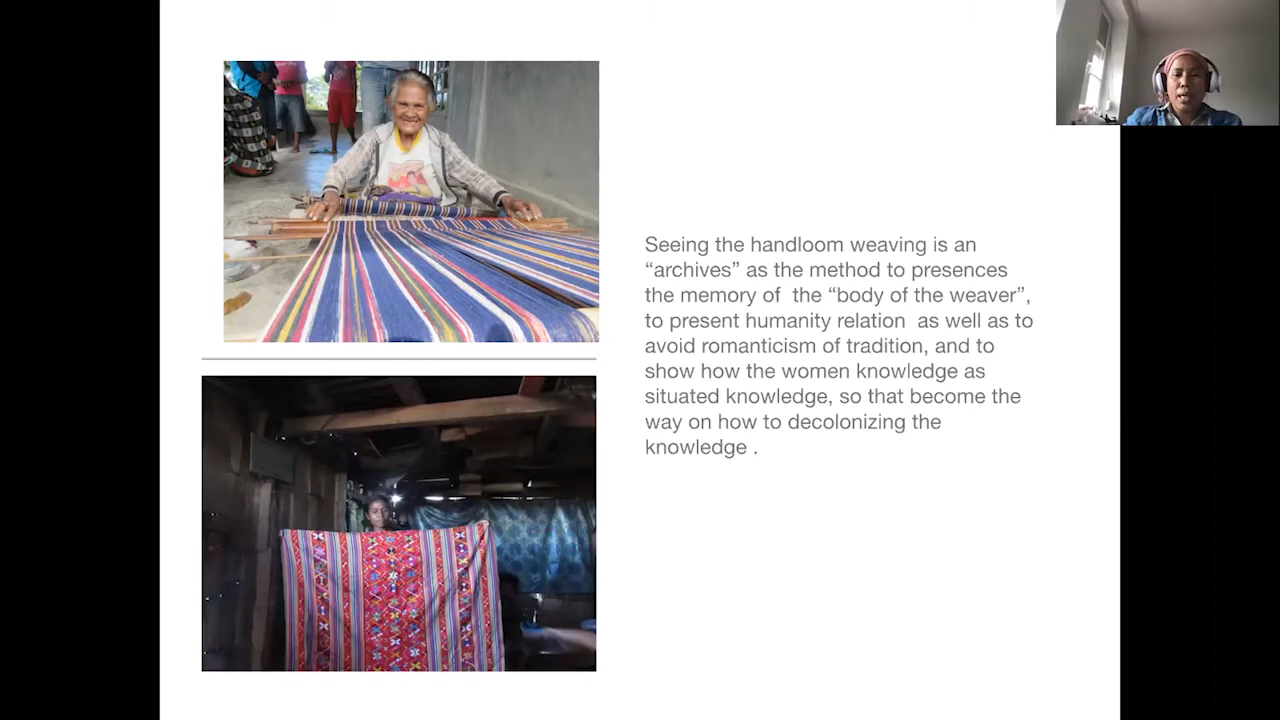 Seeing the handloom weaving is an
“archives” as the method to presences
the memory of  the “body of the weaver”,
to present humanity relation  as well as to
avoid romanticism of tradition, and to
show how the women knowledge as
situated knowledge, so that become the
way on how to decolonizing the
knowledge .